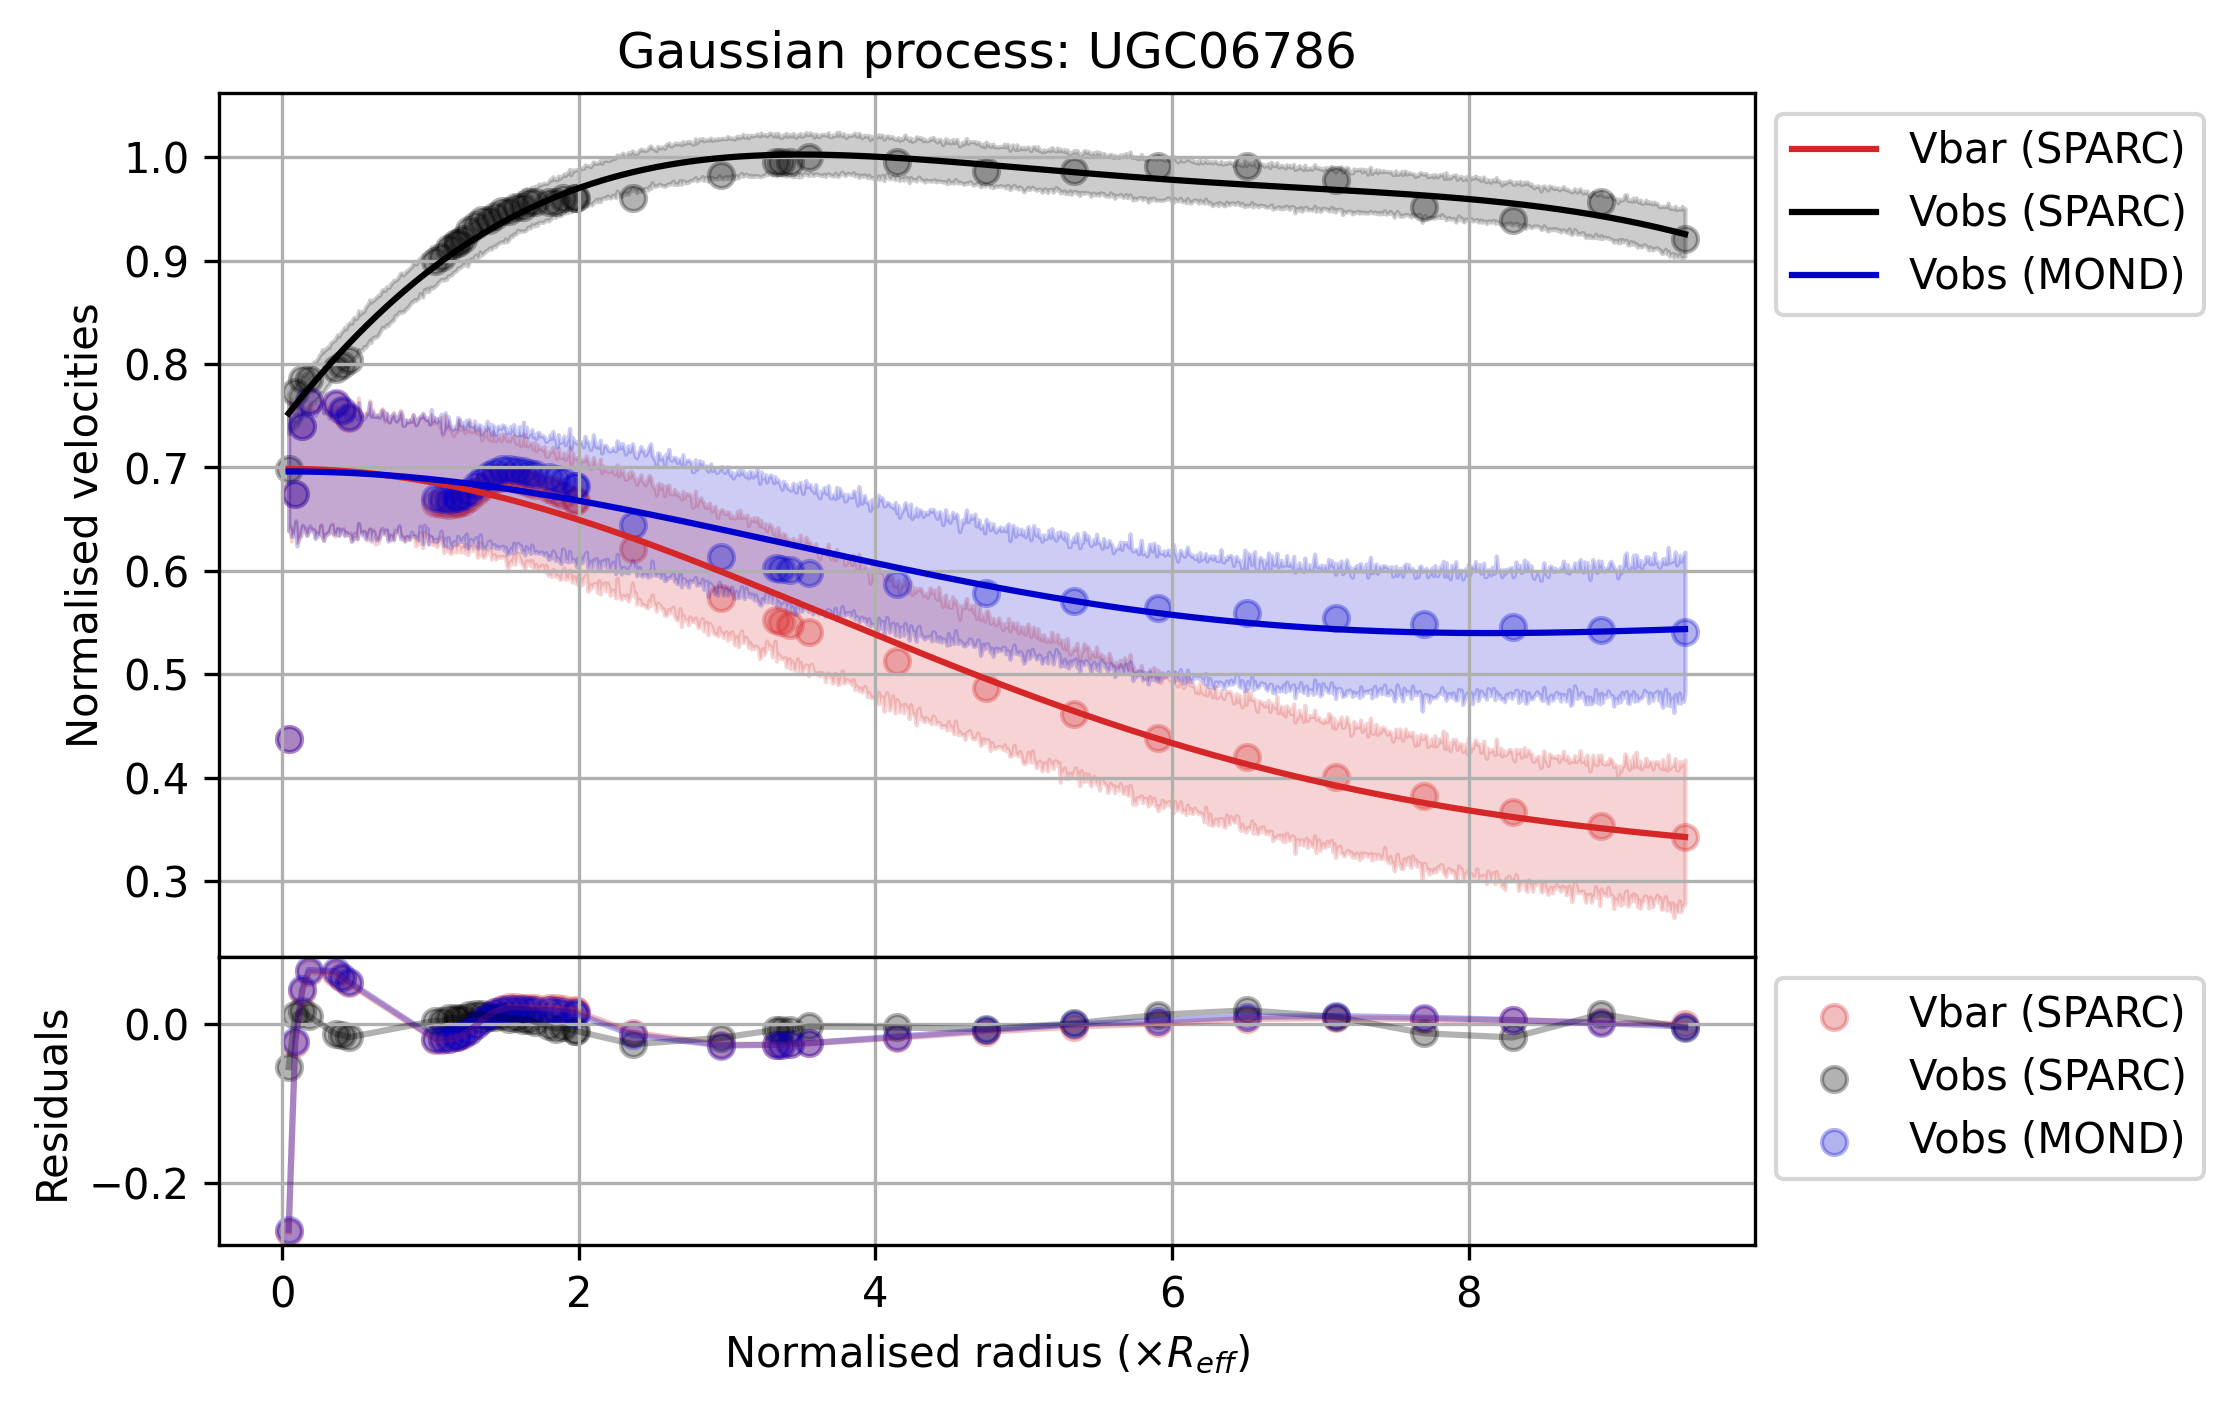 Gaussian process: UGC06786
Normalised velocities
1.0
0.9
0.8
0.7
0.6
0.5
0.4
0.3
Vbar (SPARC)
Vobs (SPARC)
Vobs (MOND)
Residuals
0.0
−0.2
Vbar (SPARC)
Vobs (SPARC)
Vobs (MOND)
0 2 4 6 8
Normalised radius (×R_eff)